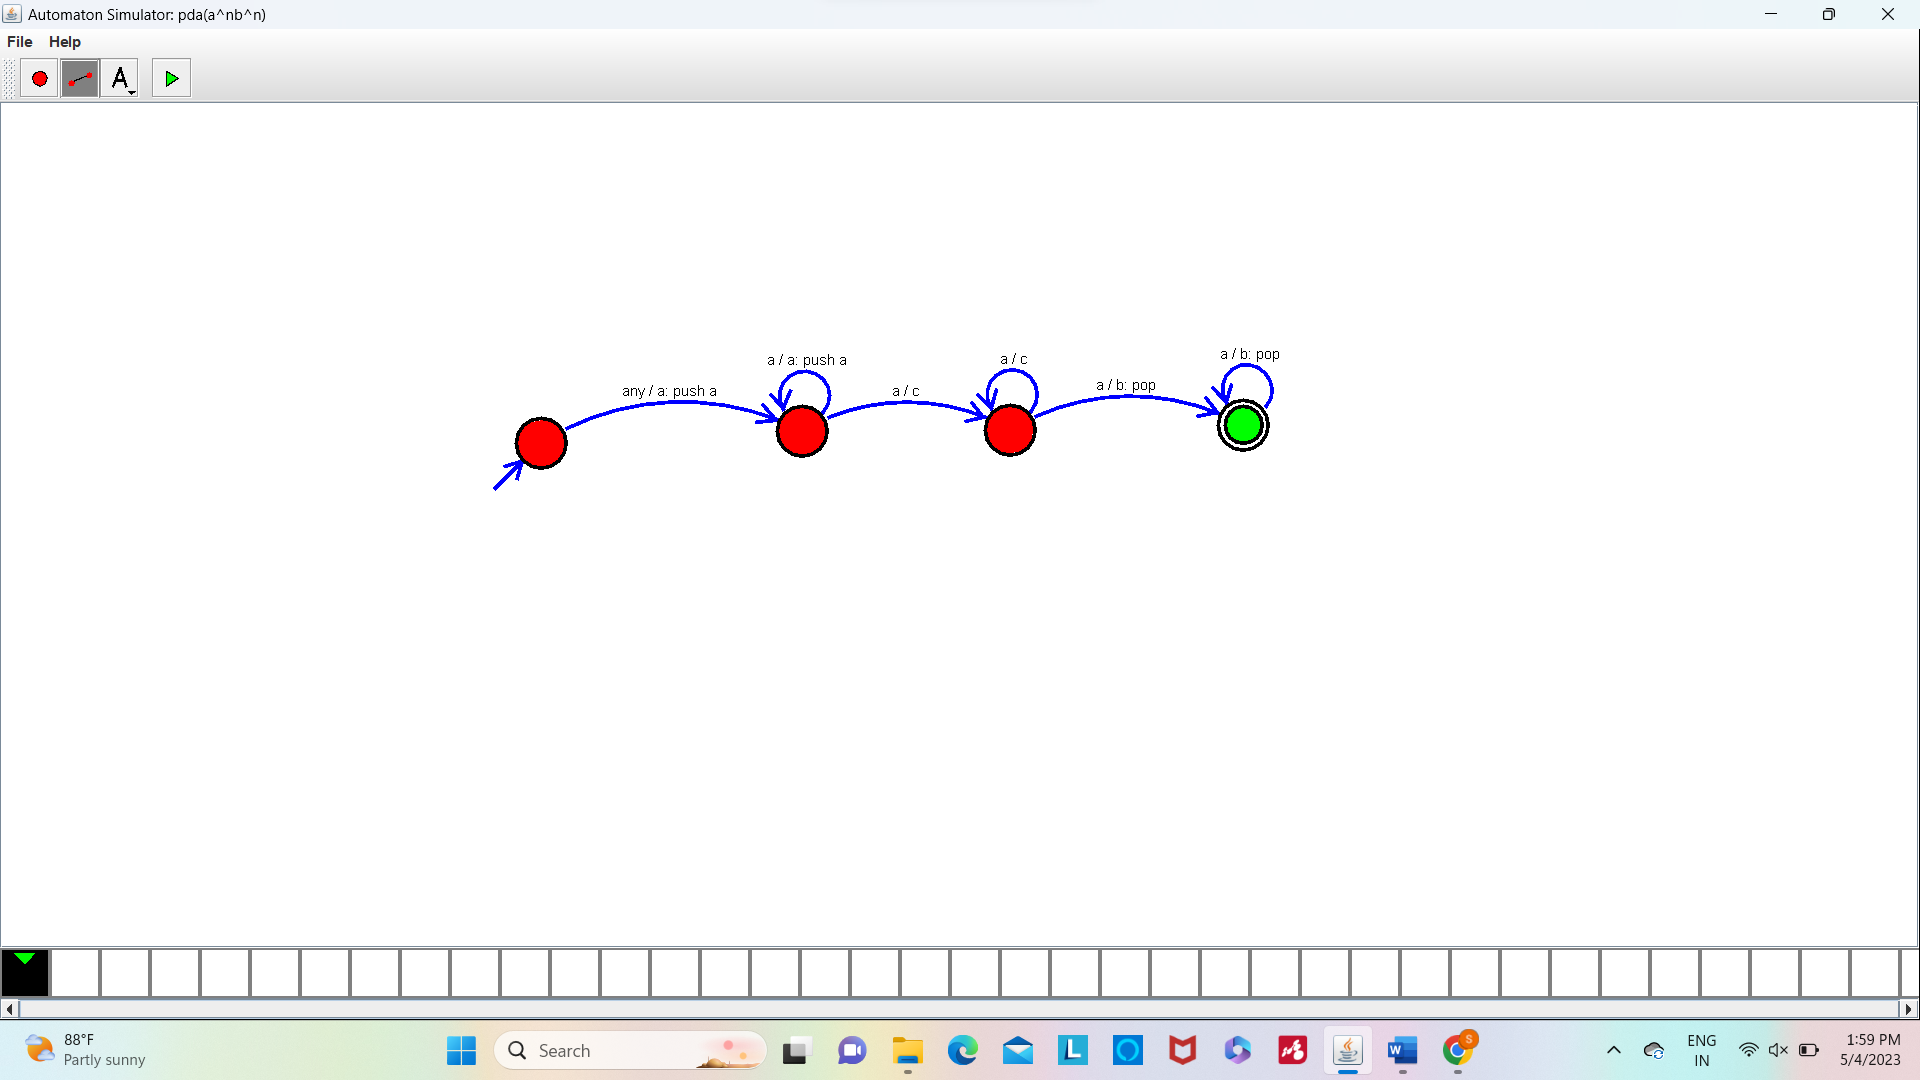 Automaton Simulator: pda(a^nb^n)
File Help
A
a / a: push a
a / c
a / b: pop
any / a: push a
a / c
a / b: pop
88°F
Partly sunny
Search
L
W
S
ENG
IN
1:59 PM
5/4/2023